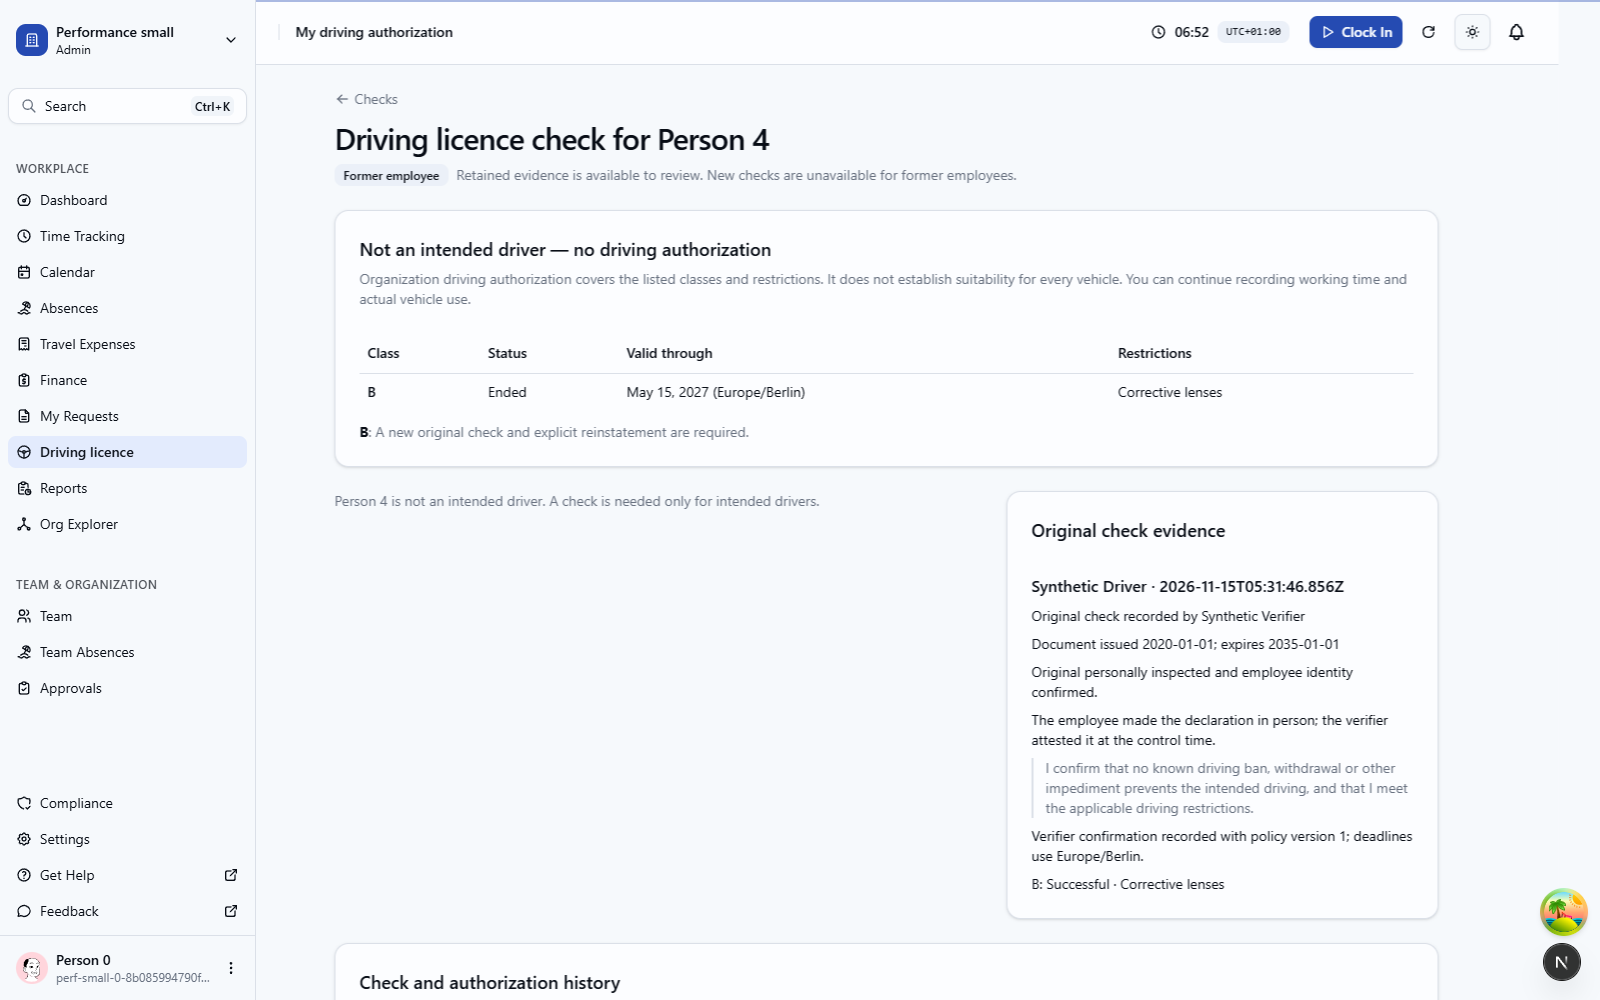 Performance small
Admin
Search
Ctrl+K
WORKPLACE
Dashboard
Time Tracking
Calendar
Absences
Travel Expenses
Finance
My Requests
Driving licence
Reports
Org Explorer
TEAM & ORGANIZATION
Team
Team Absences
Approvals
Compliance
Settings
Get Help
Feedback
Person 0
perf-small-0-8b085994790f...
My driving authorization
06:52
UTC+01:00
Clock In
Checks
Driving licence check for Person 4
Former employee
Retained evidence is available to review. New checks are unavailable for former employees.
Not an intended driver — no driving authorization
Organization driving authorization covers the listed classes and restrictions. It does not establish suitability for every vehicle. You can continue recording working time and
actual vehicle use.
Class Status Valid through Restrictions
B Ended May 15, 2027 (Europe/Berlin) Corrective lenses
B: A new original check and explicit reinstatement are required.
Person 4 is not an intended driver. A check is needed only for intended drivers.
Original check evidence
Synthetic Driver · 2026-11-15T05:31:46.856Z
Original check recorded by Synthetic Verifier
Document issued 2020-01-01; expires 2035-01-01
Original personally inspected and employee identity
confirmed.
The employee made the declaration in person; the verifier
attested it at the control time.
I confirm that no known driving ban, withdrawal or other
impediment prevents the intended driving, and that I meet
the applicable driving restrictions.
Verifier confirmation recorded with policy version 1; deadlines
use Europe/Berlin.
B: Successful · Corrective lenses
Check and authorization history
N